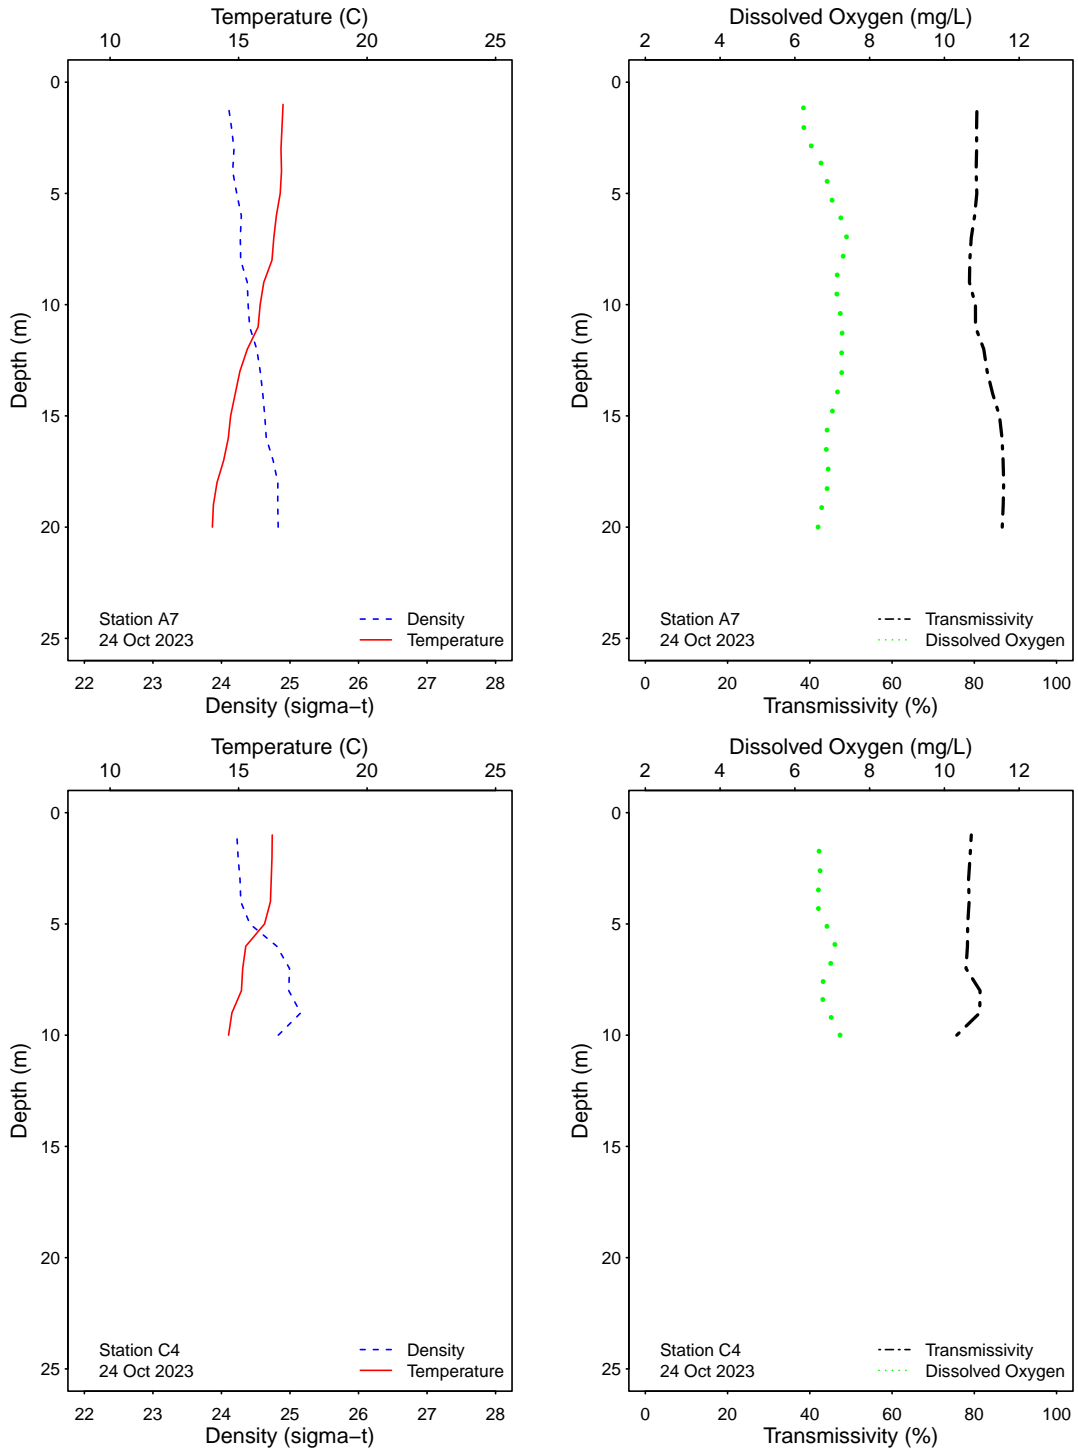 Temperature (C)
10 15 20 25
0
5
10
15
20
25
Depth (m)
Station A7
24 Oct 2023
Density
Temperature
22 23 24 25 26 27 28
Density (sigma−t)
Dissolved Oxygen (mg/L)
2 4 6 8 10 12
0
5
10
15
20
25
Depth (m)
Station A7
24 Oct 2023
Transmissivity
Dissolved Oxygen
0 20 40 60 80 100
Transmissivity (%)
Temperature (C)
10 15 20 25
0
5
10
15
20
25
Depth (m)
Station C4
24 Oct 2023
Density
Temperature
22 23 24 25 26 27 28
Density (sigma−t)
Dissolved Oxygen (mg/L)
2 4 6 8 10 12
0
5
10
15
20
25
Depth (m)
Station C4
24 Oct 2023
Transmissivity
Dissolved Oxygen
0 20 40 60 80 100
Transmissivity (%)